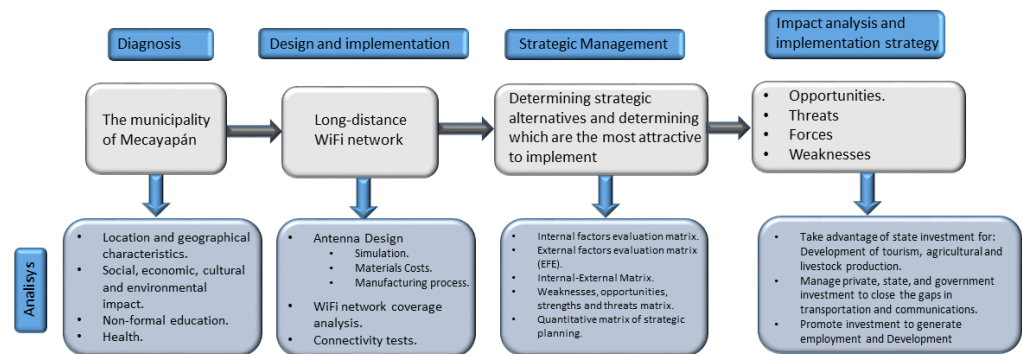 Diagnosis
Design and implementation
Strategic Management
Impact analysis and
implementation strategy
The municipality
of Mecayapán
Long-distance
WiFi network
Determining strategic
alternatives and determining
which are the most attractive
to implement
• Opportunities.
• Threats
• Forces
• Weaknesses
Analisys
• Location and geographical
characteristics.
• Social, economic, cultural
and environmental
impact.
• Non-formal education.
• Health.
• Antenna Design
• Simulation.
• Materials Costs.
• Manufacturing process.
• WiFi network coverage
analysis.
• Connectivity tests.
• Internal factors evaluation matrix.
• External factors evaluation matrix
(EFE).
• Internal-External Matrix.
• Weaknesses, opportunities,
strengths and threats matrix.
• Quantitative matrix of strategic
planning.
• Take advantage of state investment for:
Development of tourism, agricultural and
livestock production.
• Manage private, state, and government
investment to close the gaps in
transportation and communications.
• Promote investment to generate
employment and Development